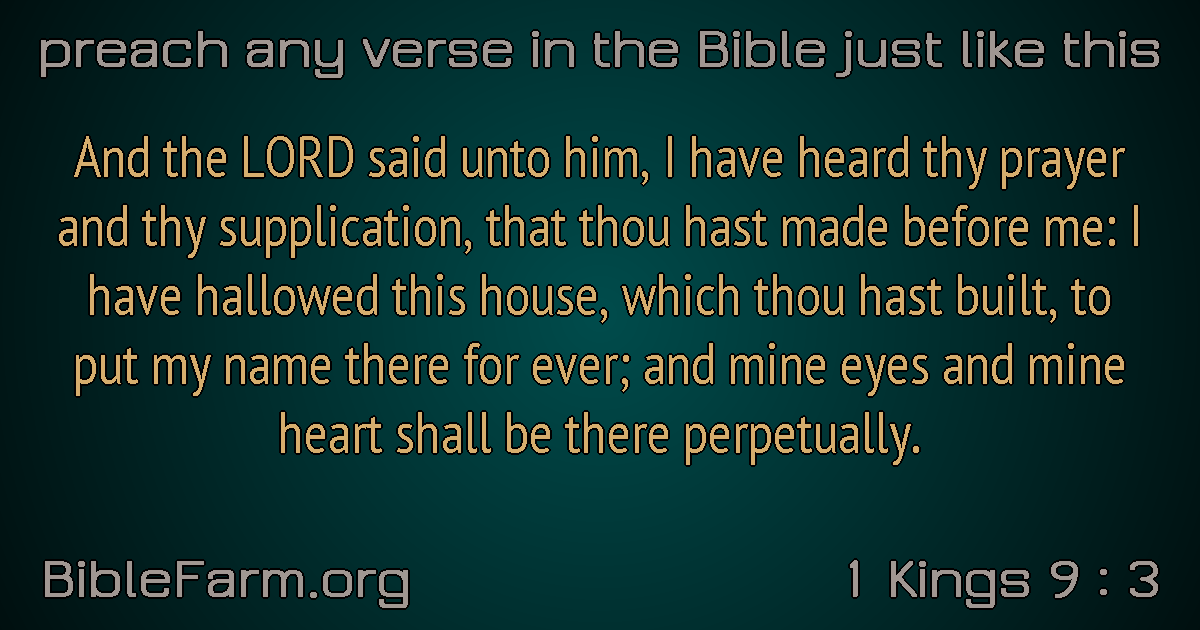 preach any verse in the Bible just like this
And the LORD said unto him, I have heard thy prayer
and thy supplication, that thou hast made before me: I
have hallowed this house, which thou hast built, to
put my name there for ever; and mine eyes and mine
heart shall be there perpetually.
BibleFarm.org
1 Kings 9 : 3